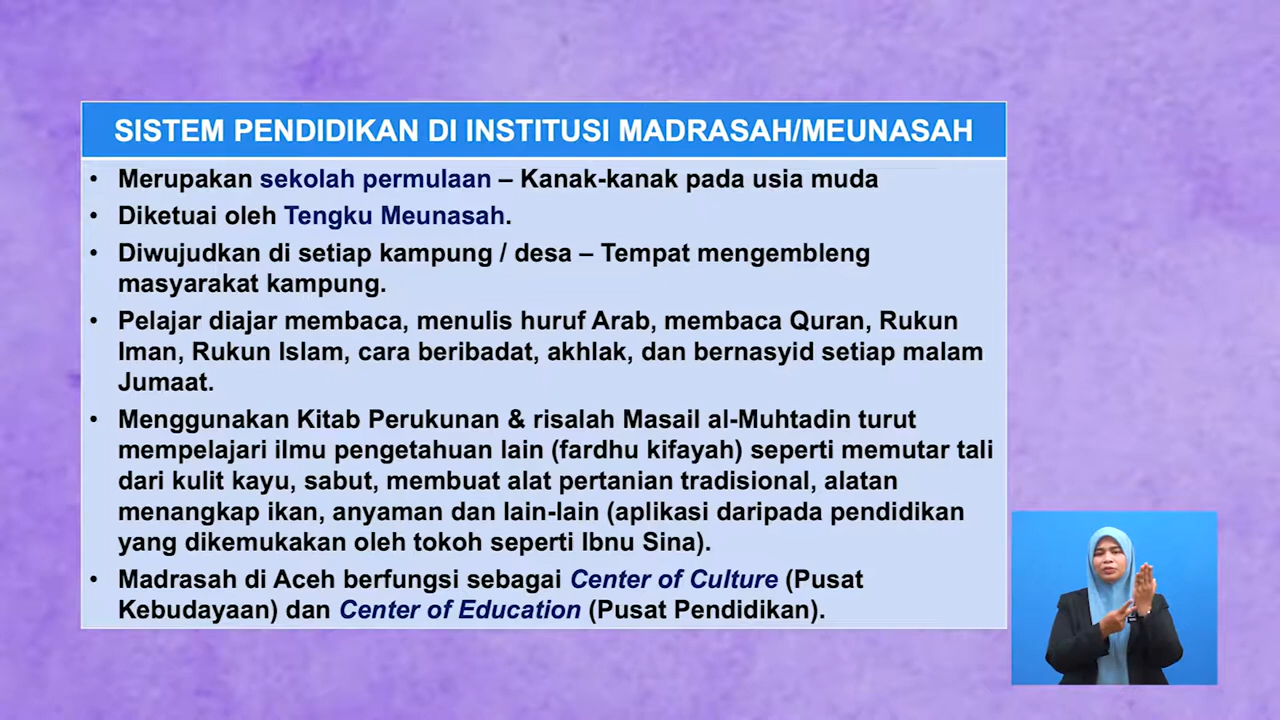 SISTEM PENDIDIKAN DI INSTITUSI MADRASAH/MEUNASAH
• Merupakan sekolah permulaan – Kanak-kanak pada usia muda
• Diketuai oleh Tengku Meunasah.
• Diwujudkan di setiap kampung / desa – Tempat mengembleng
masyarakat kampung.
• Pelajar diajar membaca, menulis huruf Arab, membaca Quran, Rukun
Iman, Rukun Islam, cara beribadat, akhlak, dan bernasyid setiap malam
Jumaat.
• Menggunakan Kitab Perukunan & risalah Masail al-Muhtadin turut
mempelajari ilmu pengetahuan lain (fardhu kifayah) seperti memutar tali
dari kulit kayu, sabut, membuat alat pertanian tradisional, alatan
menangkap ikan, anyaman dan lain-lain (aplikasi daripada pendidikan
yang dikemukakan oleh tokoh seperti Ibnu Sina).
• Madrasah di Aceh berfungsi sebagai Center of Culture (Pusat
Kebudayaan) dan Center of Education (Pusat Pendidikan).